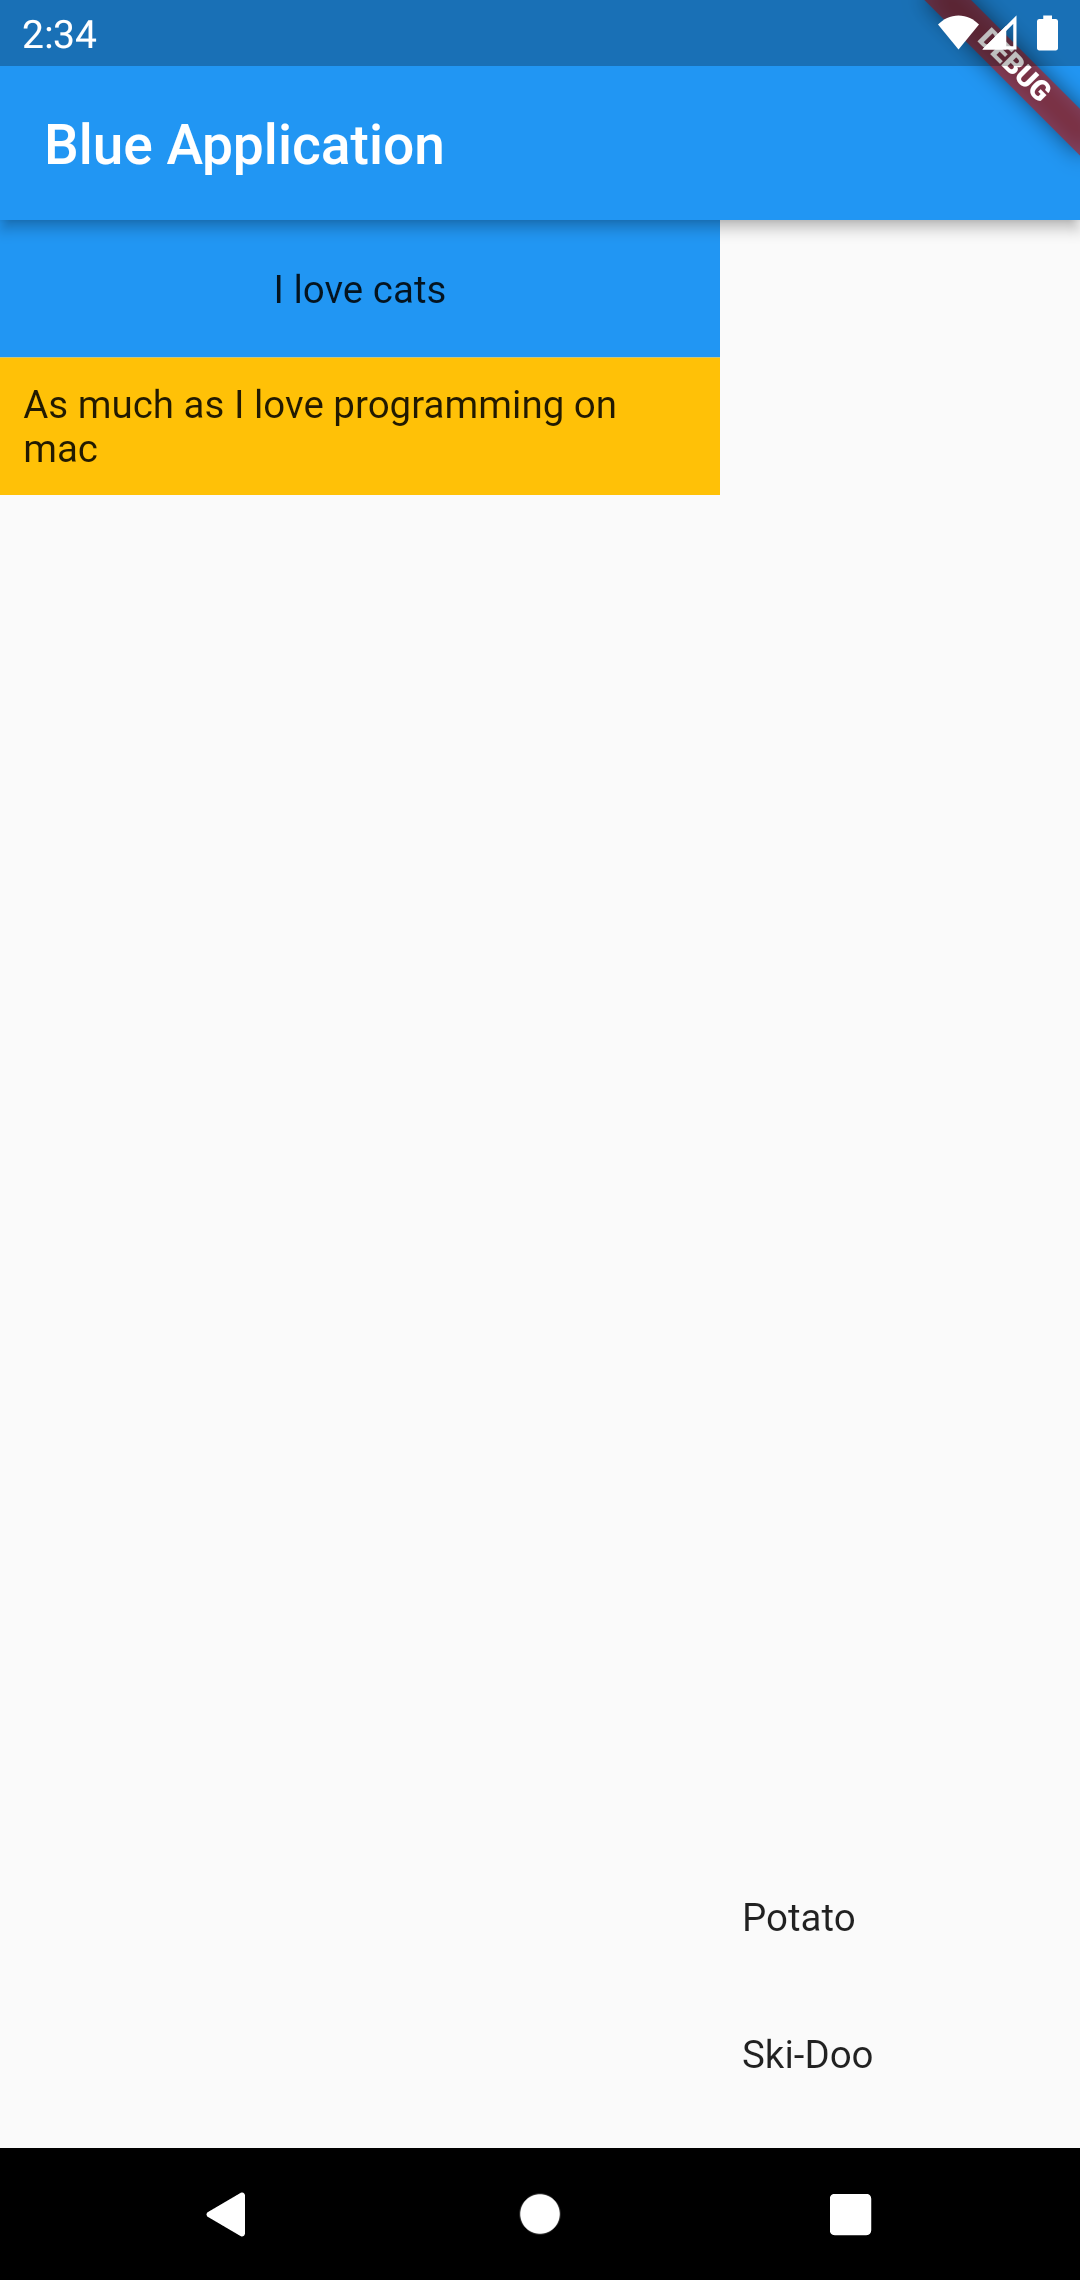 2:34
DEBUG
Blue Application
I love cats
As much as I love programming on
mac
Potato
Ski-Doo